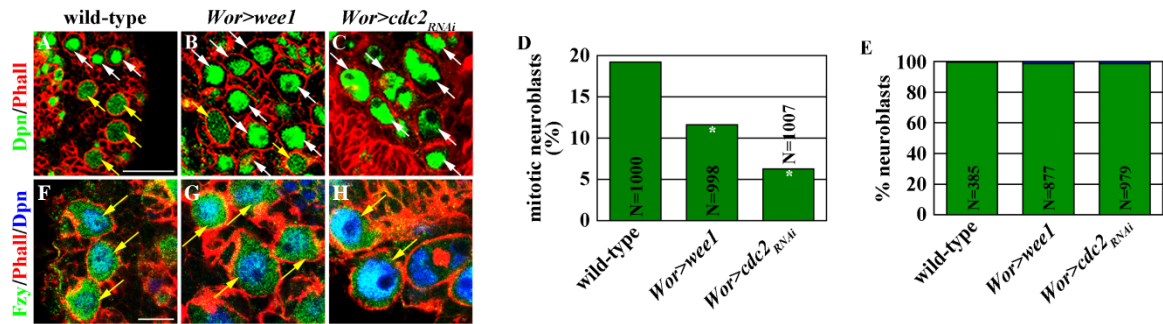 wild-type
Wor>wee1
Wor>cdc2RNAi
Dpn/Phall
A
B
C
Fzy/Phall/Dpn
F
G
H
D
mitotic neuroblasts
(%)
20
15
10
5
0
N=1000
*
N=998
*
N=1007
wild-type
Wor>wee1
Wor>cdc2RNAi
E
% neuroblasts
100
80
60
40
20
0
N=385
N=877
N=979
wild-type
Wor>wee1
Wor>cdc2RNAi